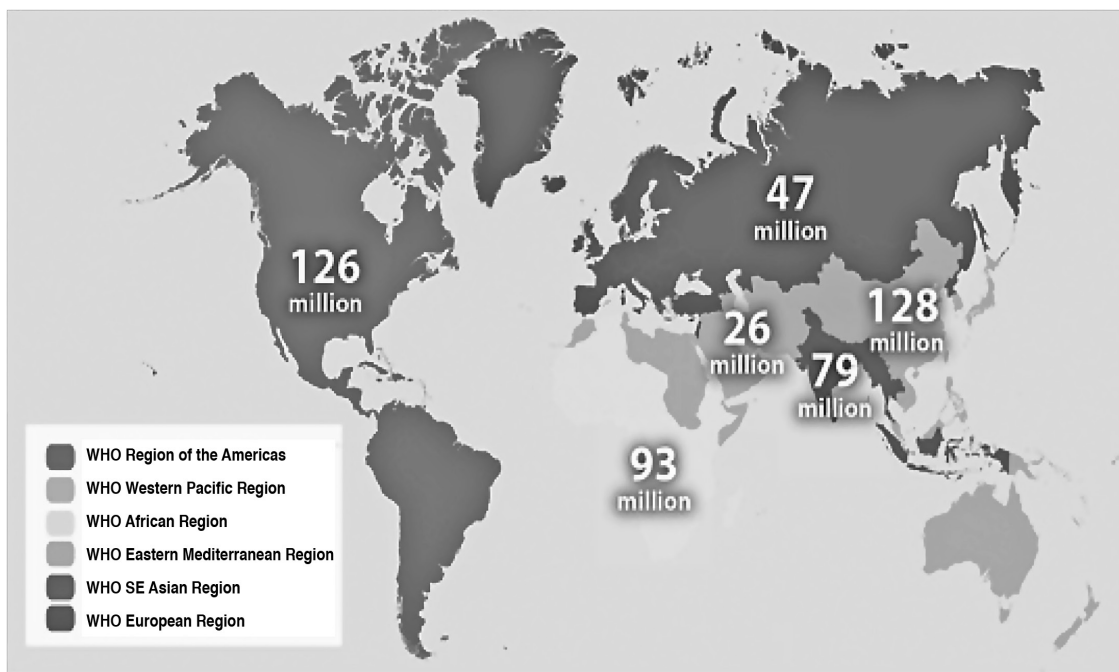 47
million
126
million
128
million
26
million
79
million
93
million
WHO Region of the Americas
WHO Western Pacific Region
WHO African Region
WHO Eastern Mediterranean Region
WHO SE Asian Region
WHO European Region